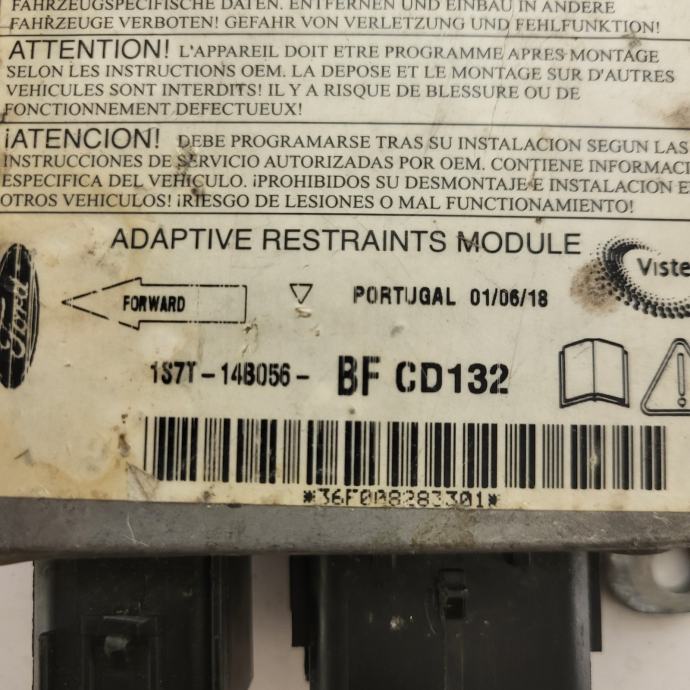 FAHRZEUGSPEZIFISCHE DATEN. ENTFERNEN UND EINBAU IN ANDERE
FAHRZEUGE VERBOTEN! GEFAHR VON VERLETZUNG UND FEHLFUNKTION!
ATTENTION! L'APPAREIL DOIT ETRE PROGRAMME APRES MONTAGE
SELON LES INSTRUCTIONS OEM. LA DEPOSE ET LE MONTAGE SUR D'AUTRES
VEHICULES SONT INTERDITS! IL Y A RISQUE DE BLESSURE OU DE
FONCTIONNEMENT DEFECTUEUX!
¡ATENCION! DEBE PROGRAMARSE TRAS SU INSTALACION SEGUN LAS
INSTRUCCIONES DE SERVICIO AUTORIZADAS POR OEM. CONTIENE INFORMACI
ESPECIFICA DEL VEHICULO. ¡PROHIBIDOS SU DESMONTAJE E INSTALACION E
OTROS VEHICULOS! ¡RIESGO DE LESIONES O MAL FUNCIONAMIENTO!
ADAPTIVE RESTRAINTS MODULE
Ford
FORWARD
PORTUGAL 01/06/18
Viste
1S7T-14B056- BF CD132
*36F008283301*